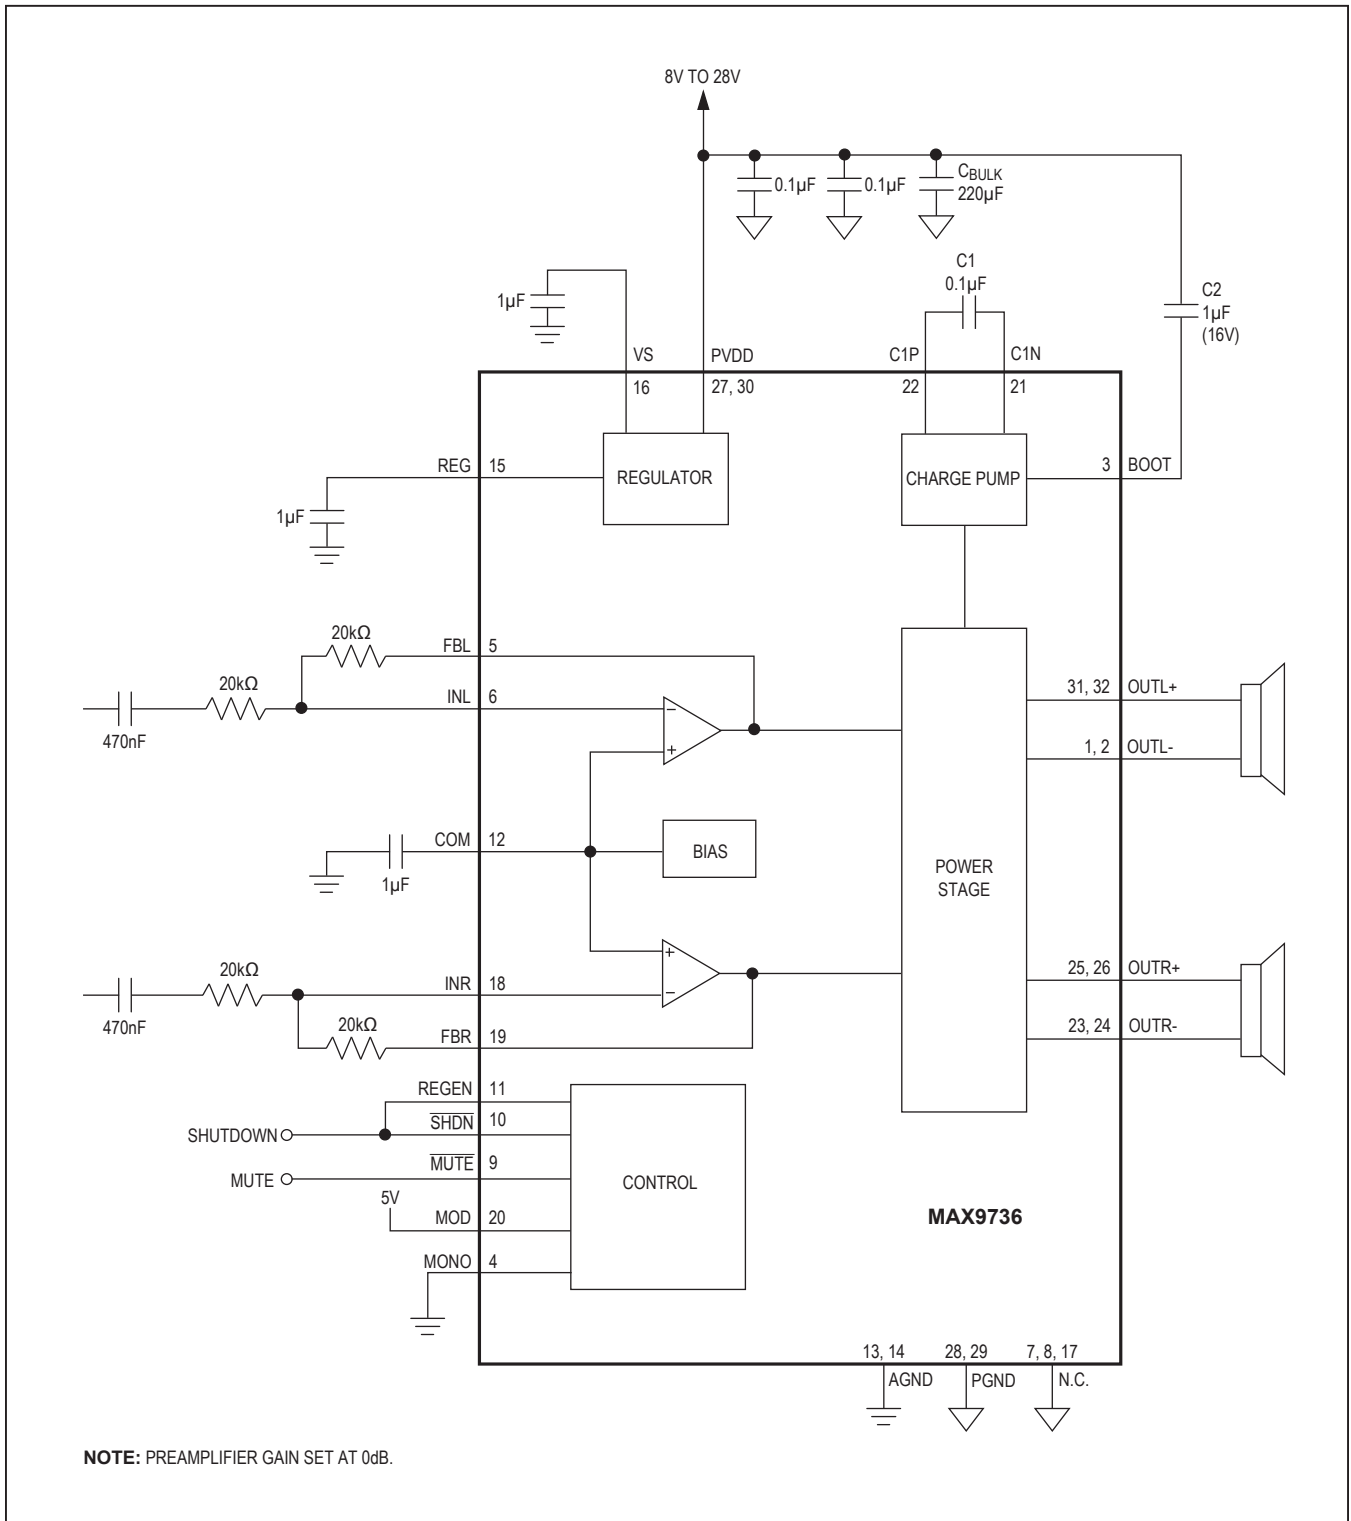 8V TO 28V
0.1µF
0.1µF
CBULK
220µF
C1
0.1µF
C2
1µF
(16V)
1µF
VS
PVDD
C1P
C1N
16
27, 30
22
21
REG
15
REGULATOR
CHARGE PUMP
3
BOOT
1µF
20kΩ
FBL
5
20kΩ
INL
6
470nF
31, 32
OUTL+
1, 2
OUTL-
−
+
COM
12
BIAS
1µF
POWER
STAGE
+
−
20kΩ
INR
18
470nF
20kΩ
FBR
19
25, 26
OUTR+
23, 24
OUTR-
REGEN
11
SHUTDOWN
SHDN
10
MUTE
MUTE
9
CONTROL
5V
MOD
20
MONO
4
MAX9736
13, 14
28, 29
7, 8, 17
AGND
PGND
N.C.
NOTE: PREAMPLIFIER GAIN SET AT 0dB.